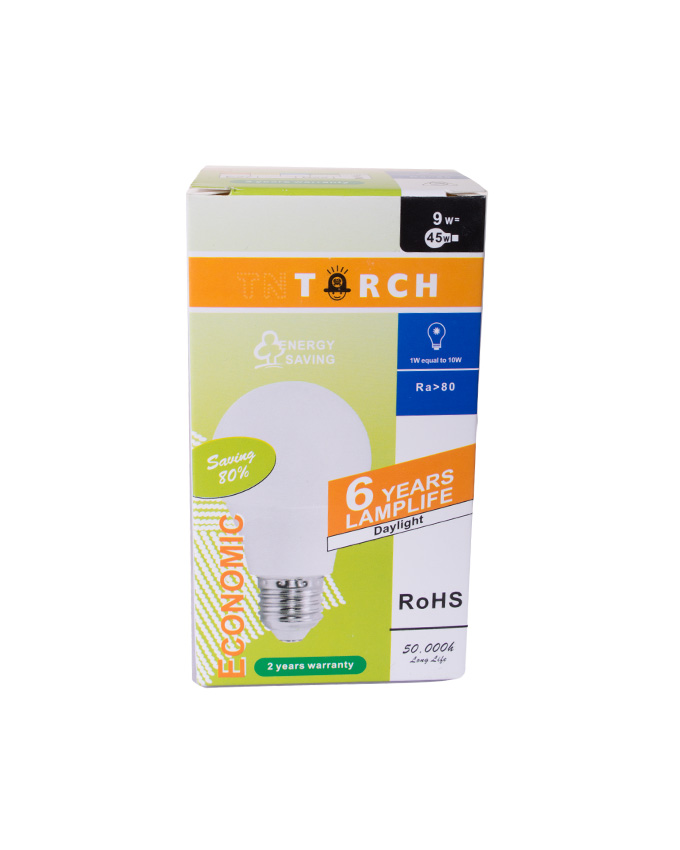 9 w=
45w
TNTORCH
ENERGY
SAVING
1W equal to 10W
Ra>80
Saving
80%
6 YEARS
LAMPLIFE
Daylight
ECONOMIC
RoHS
50.000h
Long Life
2 years warranty